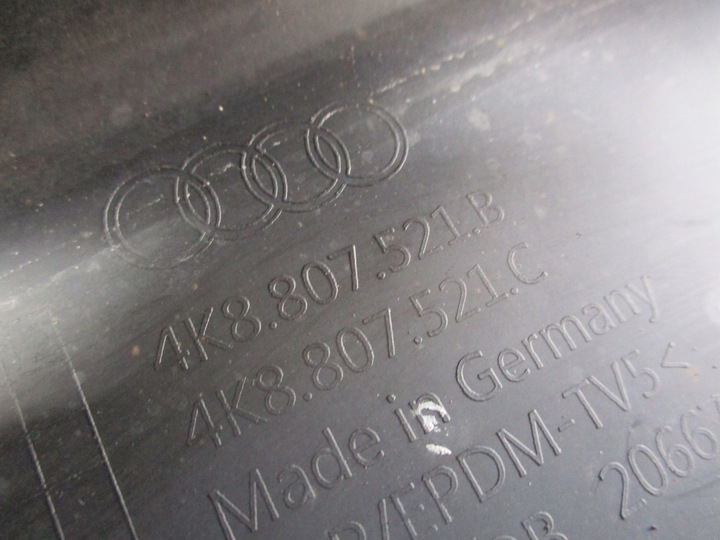 4K8.807.521.B
4K8.807.521.C
Made in Germany
P/EPDM-TV5<
2066